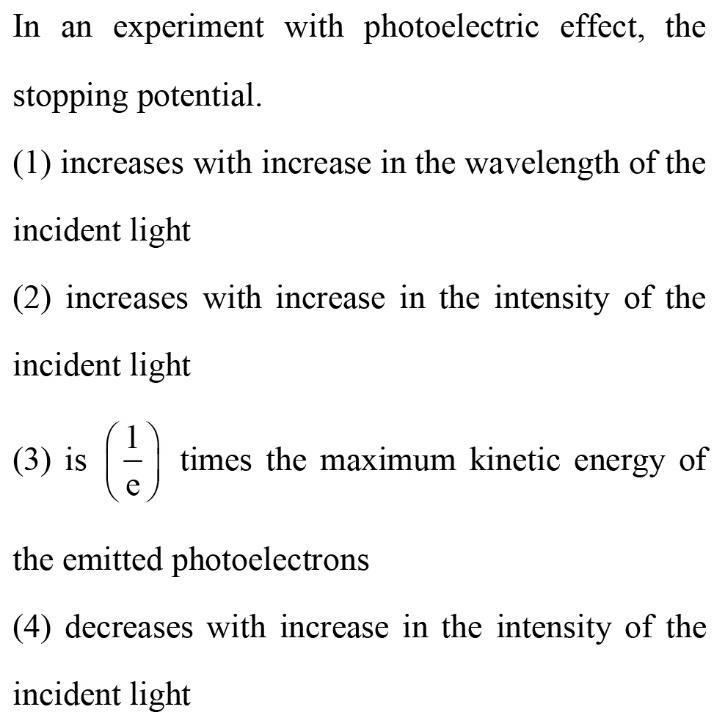 In an experiment with photoelectric effect, the
stopping potential.
(1) increases with increase in the wavelength of the
incident light
(2) increases with increase in the intensity of the
incident light
(3) is (1/e) times the maximum kinetic energy of
the emitted photoelectrons
(4) decreases with increase in the intensity of the
incident light